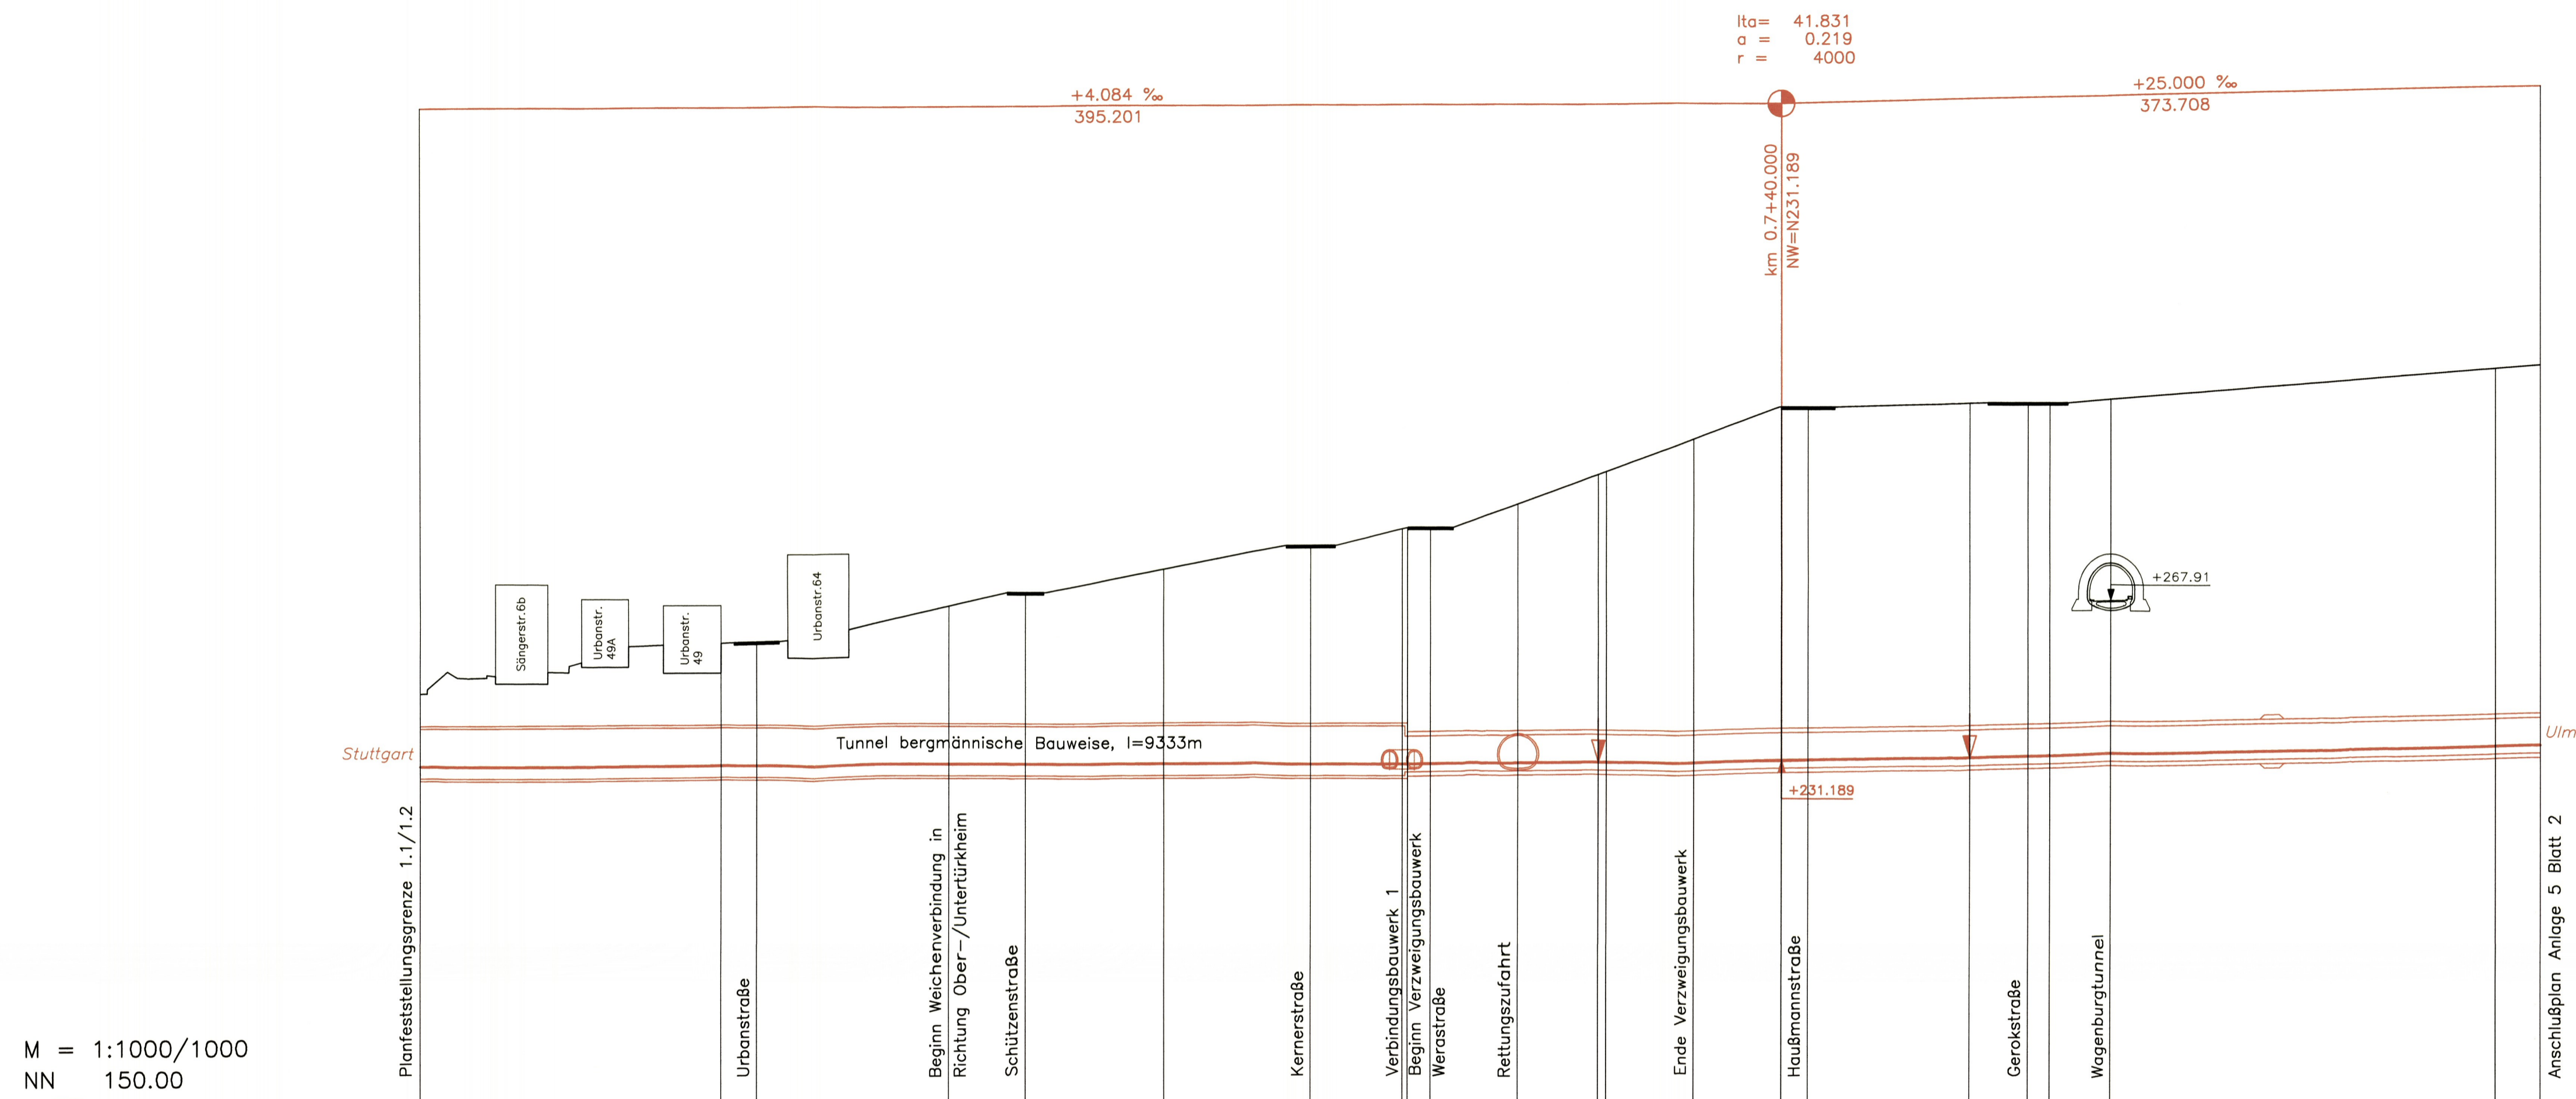 lta= 41.831
a = 0.219
r = 4000
+4.084 ‰
395.201
+25.000 ‰
373.708
km 0.7+40.000
NW=N231.189
Sängerstr.6b
Urbanstr.
49A
Urbanstr.
49
Urbanstr.64
+267.91
Stuttgart
Tunnel bergmännische Bauweise, l=9333m
Ulm
+231.189
Planfeststellungsgrenze 1.1/1.2
Urbanstraße
Beginn Weichenverbindung in
Richtung Ober-/Untertürkheim
Schützenstraße
Kernerstraße
Verbindungsbauwerk 1
Beginn Verzweigungsbauwerk
Werastraße
Rettungszufahrt
Ende Verzweigungsbauwerk
Haußmannstraße
Gerokstraße
Wagenburgtunnel
Anschlußplan Anlage 5 Blatt 2
M = 1:1000/1000
NN 150.00